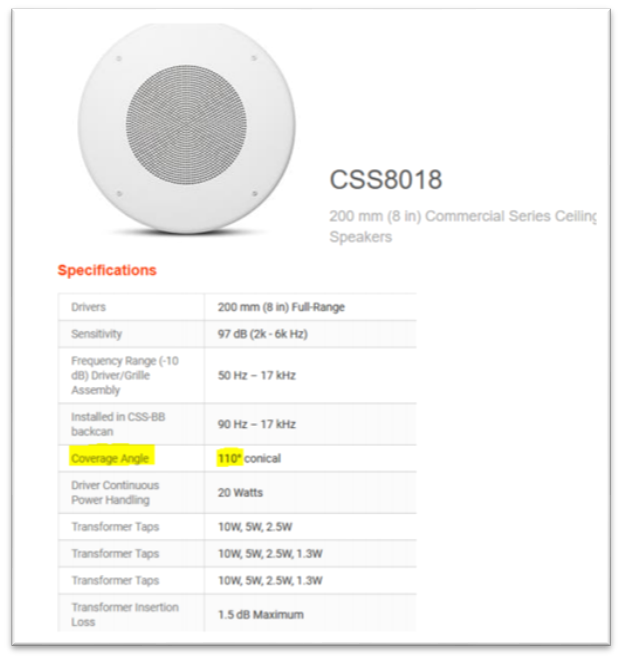 CSS8018
200 mm (8 in) Commercial Series Ceiling
Speakers
Specifications
Drivers 200 mm (8 in) Full-Range
Sensitivity 97 dB (2k - 6k Hz)
Frequency Range (-10
dB) Driver/Grille
Assembly
50 Hz – 17 kHz
Installed in CSS-BB
backcan
90 Hz – 17 kHz
Coverage Angle 110° conical
Driver Continuous
Power Handling
20 Watts
Transformer Taps 10W, 5W, 2.5W
Transformer Taps 10W, 5W, 2.5W, 1.3W
Transformer Taps 10W, 5W, 2.5W, 1.3W
Transformer Insertion
Loss
1.5 dB Maximum